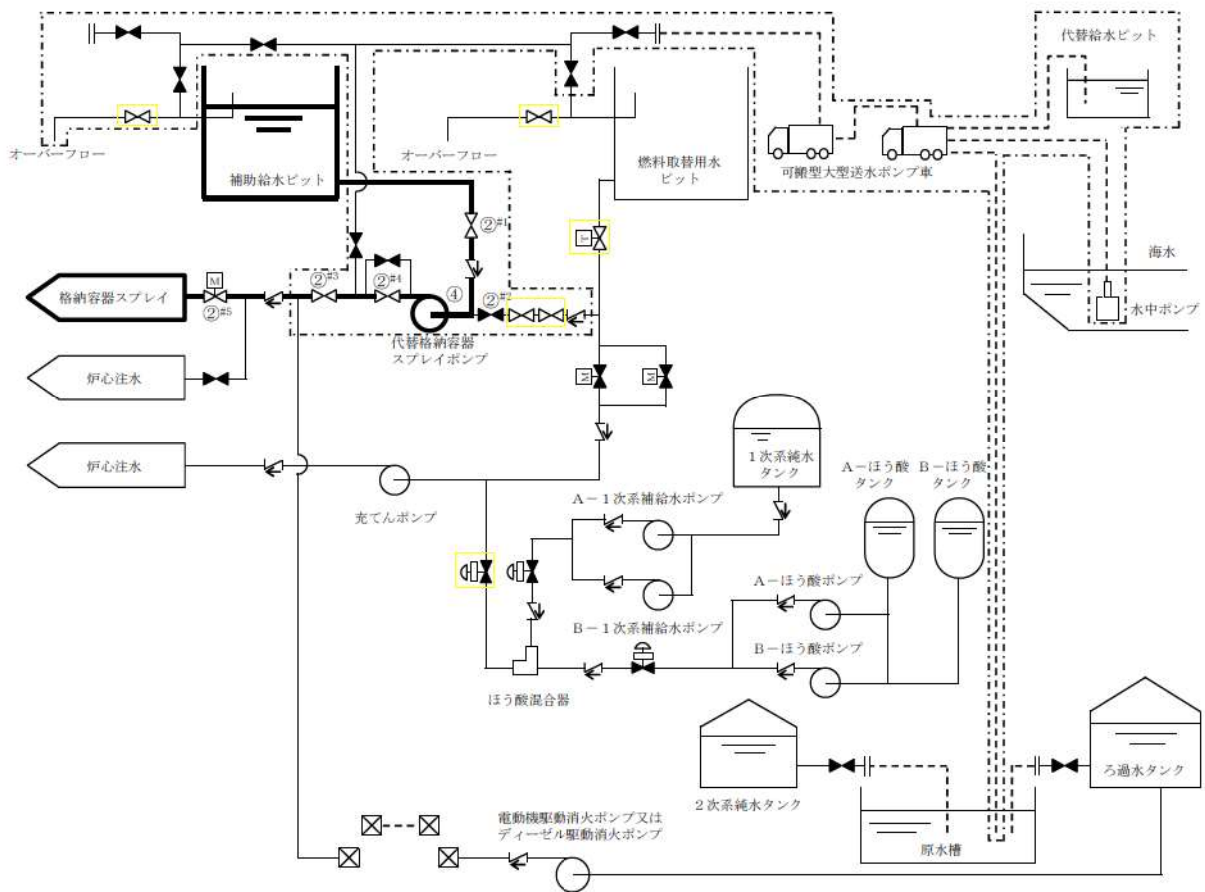 代替給水ピット
オーバーフロー
補助給水ピット
オーバーフロー
燃料取替用水
ピット
可搬型大型送水ポンプ車
海水
水中ポンプ
②#1
T
格納容器スプレイ
M
②#5
②#3
②#4
④
②#2
代替格納容器
スプレイポンプ
炉心注水
M
M
炉心注水
充てんポンプ
1次系純水
タンク
A-ほう酸
タンク
B-ほう酸
タンク
A-1次系補給水ポンプ
B-1次系補給水ポンプ
A-ほう酸ポンプ
B-ほう酸ポンプ
ほう酸混合器
2次系純水タンク
ろ過水タンク
原水槽
電動機駆動消火ポンプ又は
ディーゼル駆動消火ポンプ